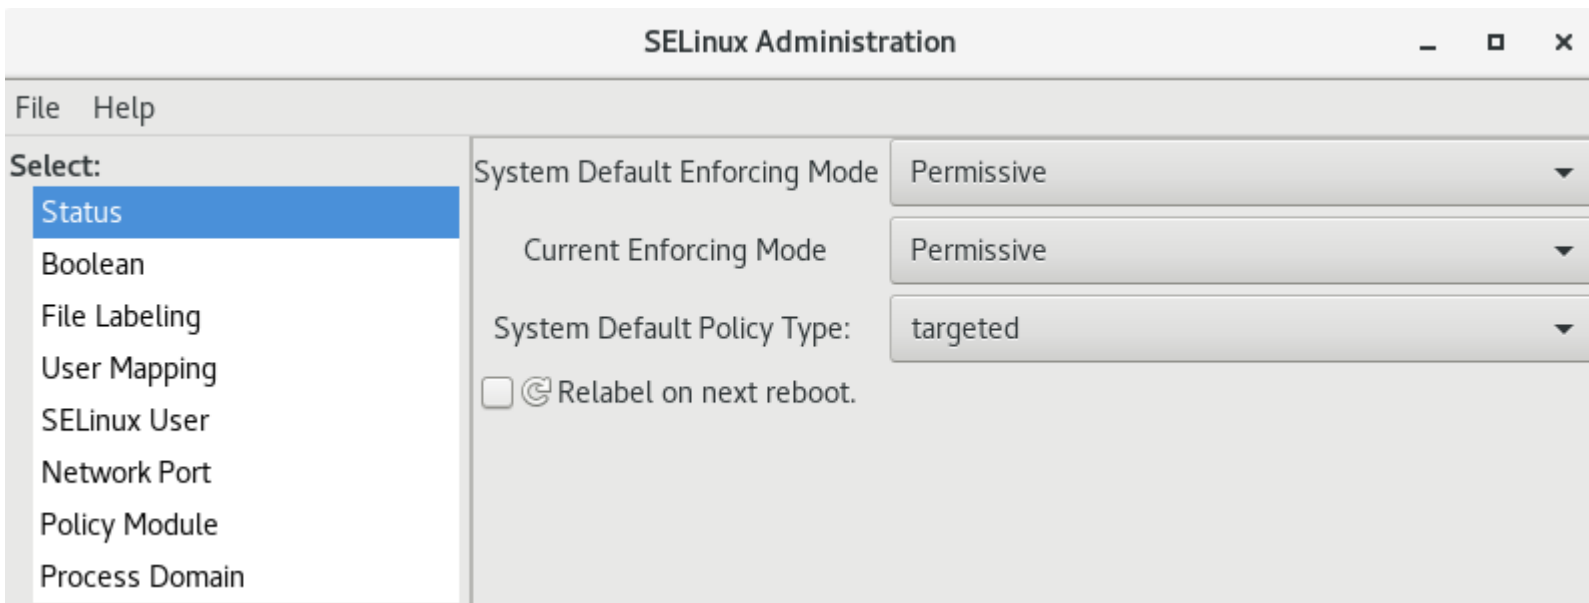 SELinux Administration
File Help
Select:
Status
Boolean
File Labeling
User Mapping
SELinux User
Network Port
Policy Module
Process Domain
System Default Enforcing Mode Permissive
Current Enforcing Mode Permissive
System Default Policy Type: targeted
Relabel on next reboot.